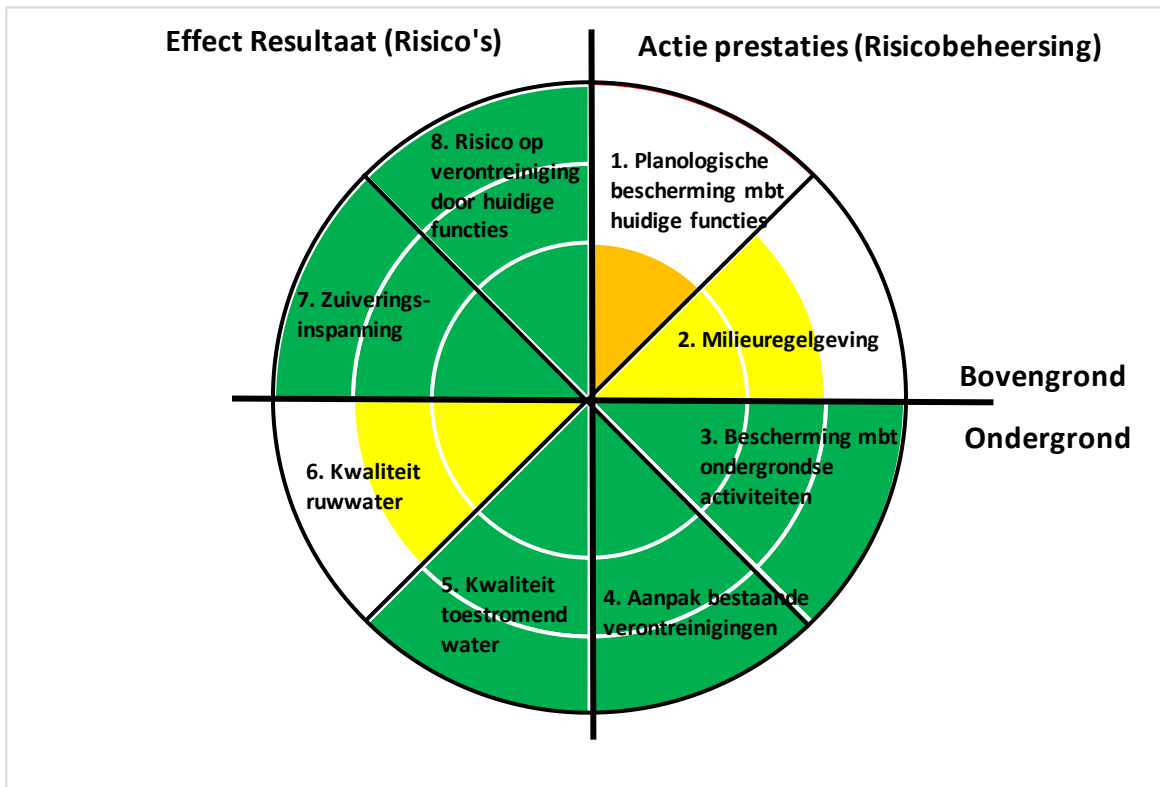 Effect Resultaat (Risico's)
Actie prestaties (Risicobeheersing)
8. Risico op
verontreiniging
door huidige
functies
1. Planologische
bescherming mbt
huidige functies
7. Zuiverings-
inspanning
2. Milieuregelgeving
Bovengrond
Ondergrond
3. Bescherming mbt
ondergrondse
activiteiten
6. Kwaliteit
ruwwater
5. Kwaliteit
toestromend
water
4. Aanpak bestaande
verontreinigingen